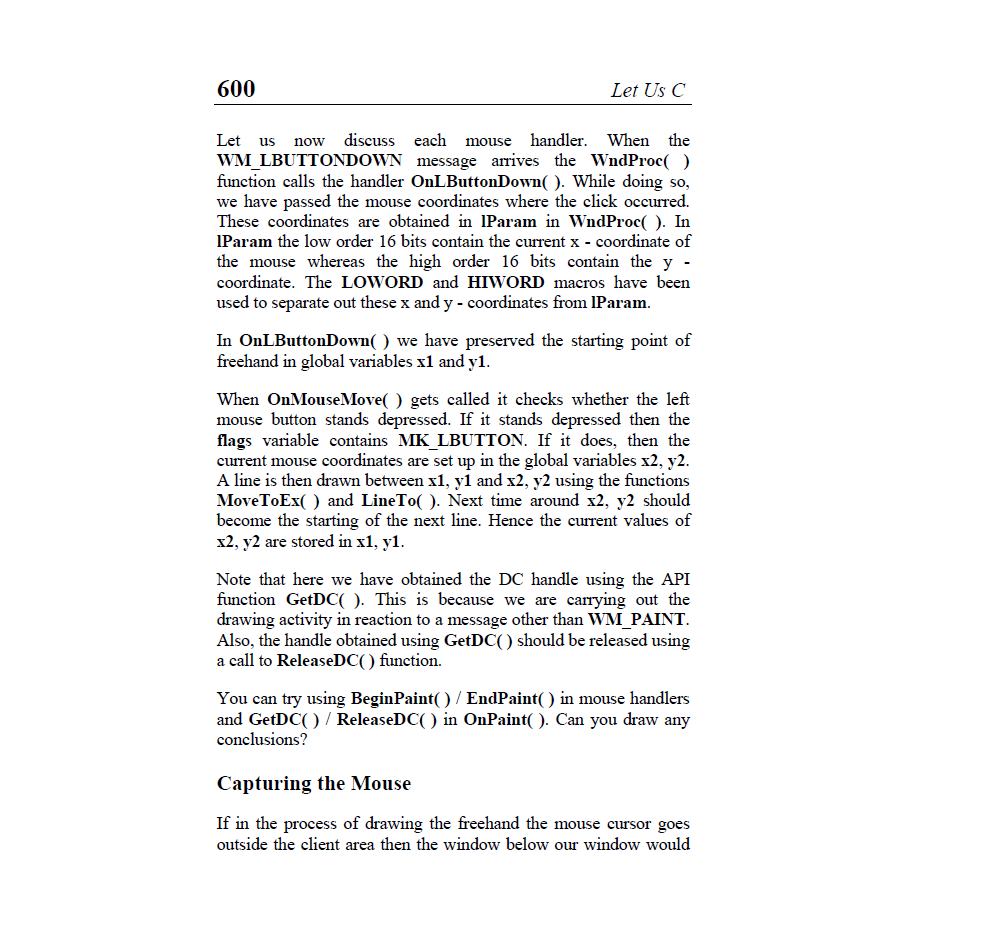 600 Let Us C
Let us now discuss each mouse handler. When the
WM_LBUTTONDOWN message arrives the WndProc( )
function calls the handler OnLButtonDown( ). While doing so,
we have passed the mouse coordinates where the click occurred.
These coordinates are obtained in lParam in WndProc( ). In
lParam the low order 16 bits contain the current x - coordinate of
the mouse whereas the high order 16 bits contain the y -
coordinate. The LOWORD and HIWORD macros have been
used to separate out these x and y - coordinates from lParam.
In OnLButtonDown( ) we have preserved the starting point of
freehand in global variables x1 and y1.
When OnMouseMove( ) gets called it checks whether the left
mouse button stands depressed. If it stands depressed then the
flags variable contains MK_LBUTTON. If it does, then the
current mouse coordinates are set up in the global variables x2, y2.
A line is then drawn between x1, y1 and x2, y2 using the functions
MoveToEx( ) and LineTo( ). Next time around x2, y2 should
become the starting of the next line. Hence the current values of
x2, y2 are stored in x1, y1.
Note that here we have obtained the DC handle using the API
function GetDC( ). This is because we are carrying out the
drawing activity in reaction to a message other than WM_PAINT.
Also, the handle obtained using GetDC( ) should be released using
a call to ReleaseDC( ) function.
You can try using BeginPaint( ) / EndPaint( ) in mouse handlers
and GetDC( ) / ReleaseDC( ) in OnPaint( ). Can you draw any
conclusions?
Capturing the Mouse
If in the process of drawing the freehand the mouse cursor goes
outside the client area then the window below our window would